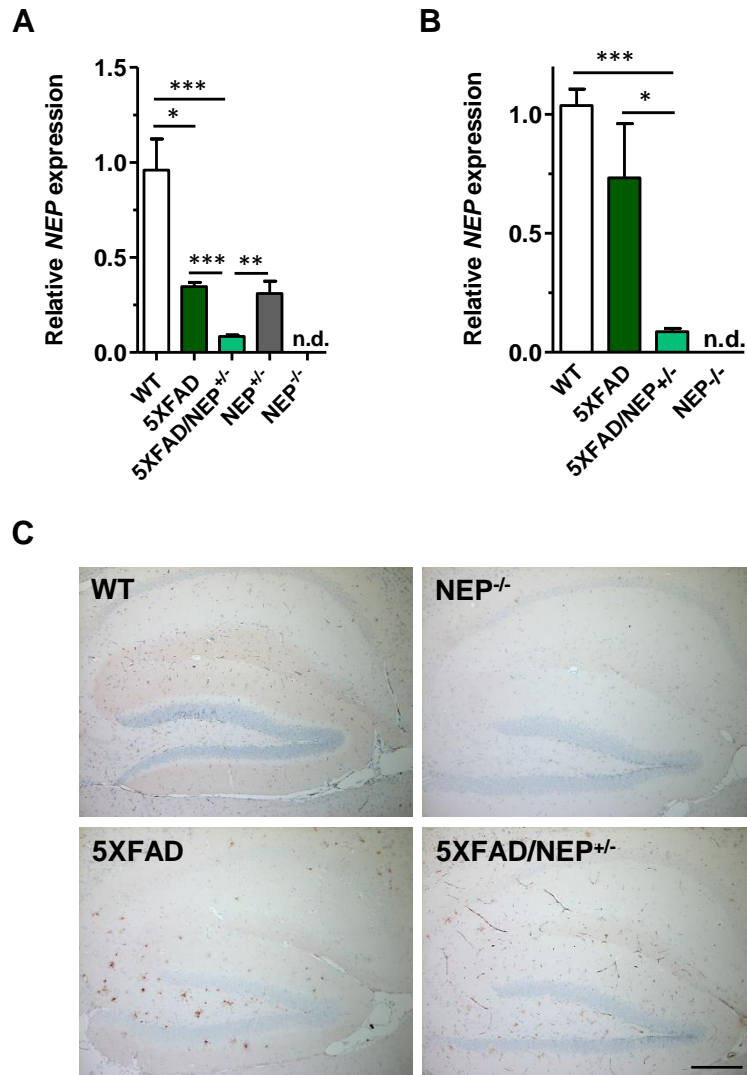 A
Relative NEP expression
1.5
1.0
0.5
0.0
***
*
***
**
n.d.
WT
5XFAD
5XFAD/NEP+/-
NEP+/-
NEP-/-
B
Relative NEP expression
1.0
0.5
0.0
***
*
n.d.
WT
5XFAD
5XFAD/NEP+/-
NEP-/-
C
WT
NEP-/-
5XFAD
5XFAD/NEP+/-